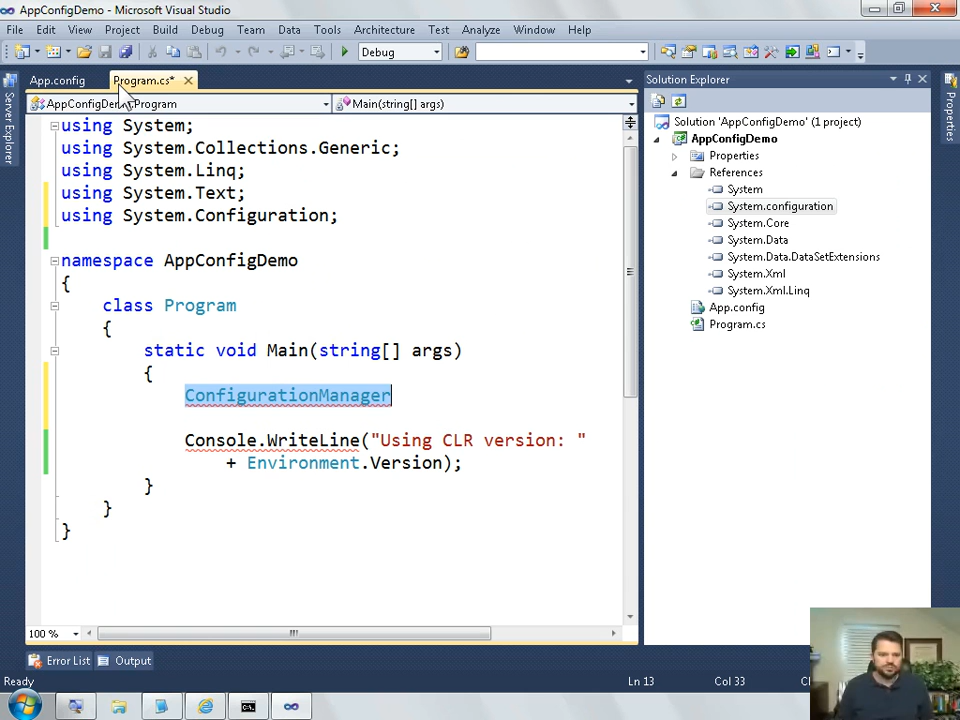 AppConfigDemo - Microsoft Visual Studio
File Edit View Project Build Debug Team Data Tools Architecture Test Analyze Window Help
Debug
App.config Program.cs* Solution Explorer
Server Explorer
Properties
Program Main(string[] args)
using System;
using System.Collections.Generic;
using System.Linq;
using System.Text;
using System.Configuration;
namespace AppConfigDemo
{
class Program
{
static void Main(string[] args)
{
ConfigurationManager
Console.WriteLine("Using CLR version: "
+ Environment.Version);
}
}
}
Solution 'AppConfigDemo' (1 project)
AppConfigDemo
Properties
References
System
System.configuration
System.Core
System.Data
System.Data.DataSetExtensions
System.Xml
System.Xml.Linq
App.config
Program.cs
100 %
Error List Output
Ready Ln 13 Col 33